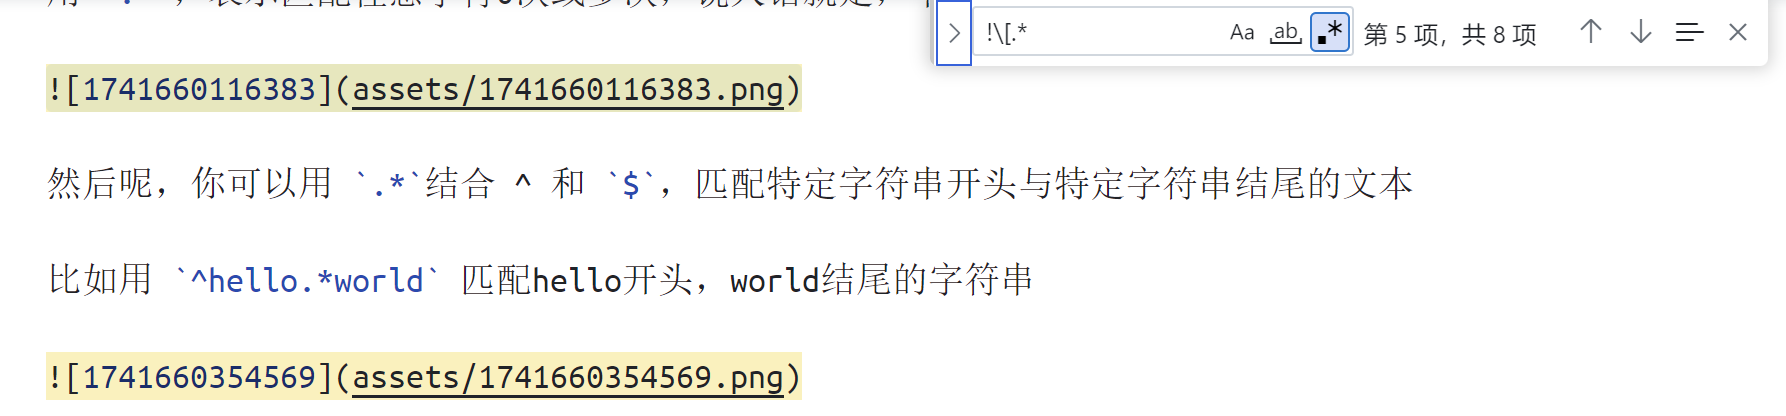 !\[.*
Aa ab .* 第 5 项，共 8 项
![1741660116383](assets/1741660116383.png)
然后呢，你可以用 `.*`结合 ^ 和 `$`，匹配特定字符串开头与特定字符串结尾的文本
比如用 `^hello.*world` 匹配hello开头，world结尾的字符串
![1741660354569](assets/1741660354569.png)